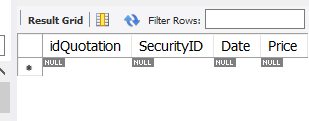 Result Grid Filter Rows:
idQuotation SecurityID Date Price
* NULL NULL NULL NULL